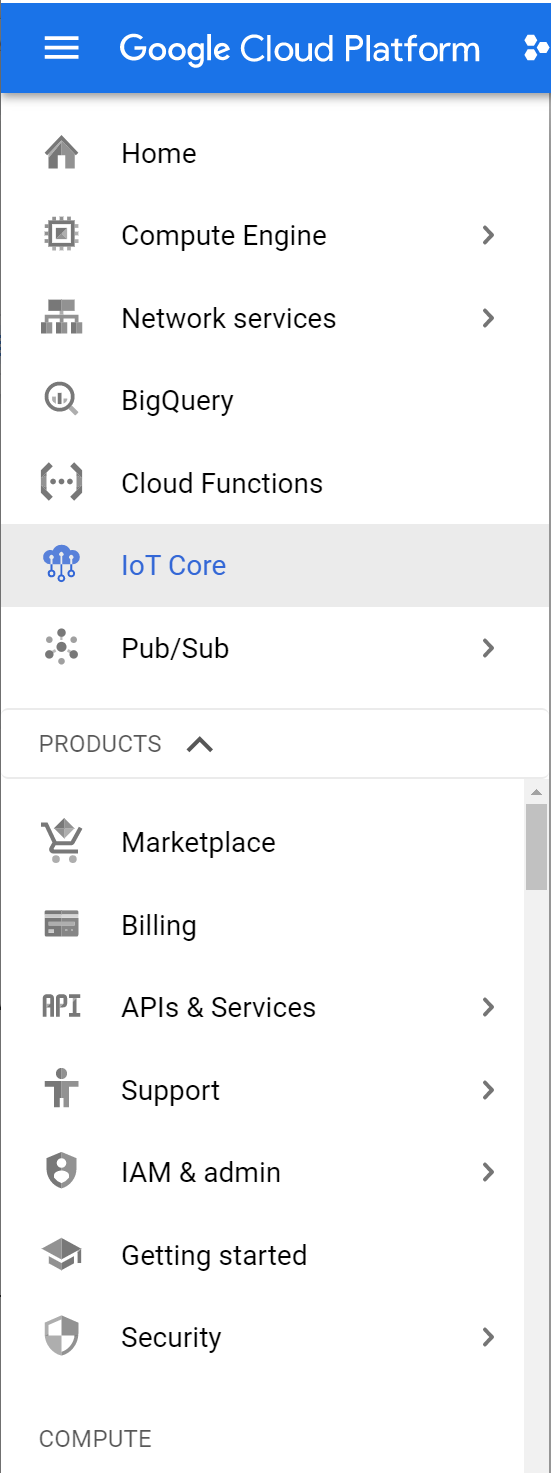 Google Cloud Platform
Home
Compute Engine
Network services
BigQuery
Cloud Functions
IoT Core
Pub/Sub
PRODUCTS
Marketplace
Billing
API APIs & Services
Support
IAM & admin
Getting started
Security
COMPUTE